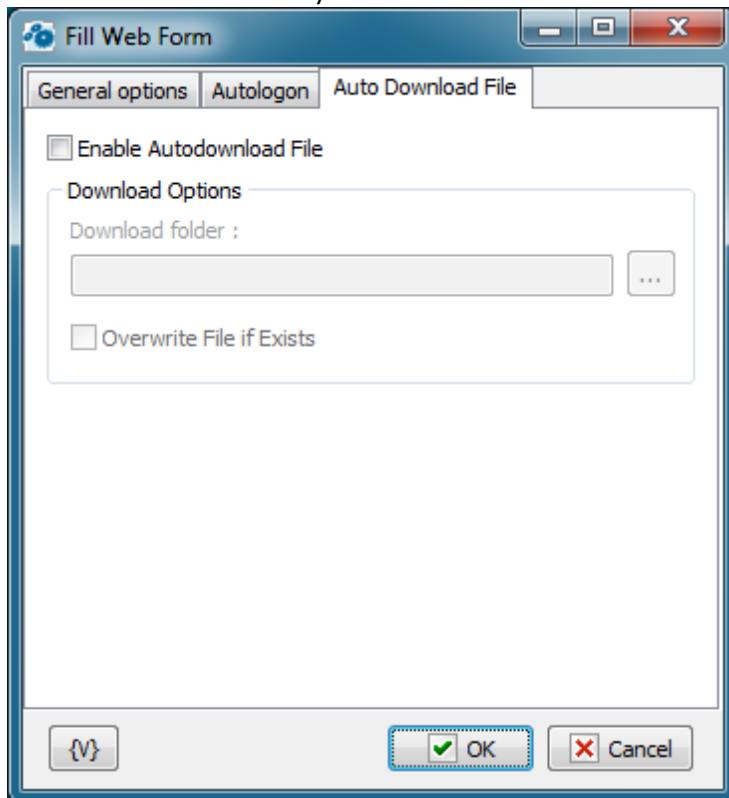 Fill Web Form
General options Autologon Auto Download File
Enable Autodownload File
Download Options
Download folder :
...
Overwrite File if Exists
{V} OK Cancel